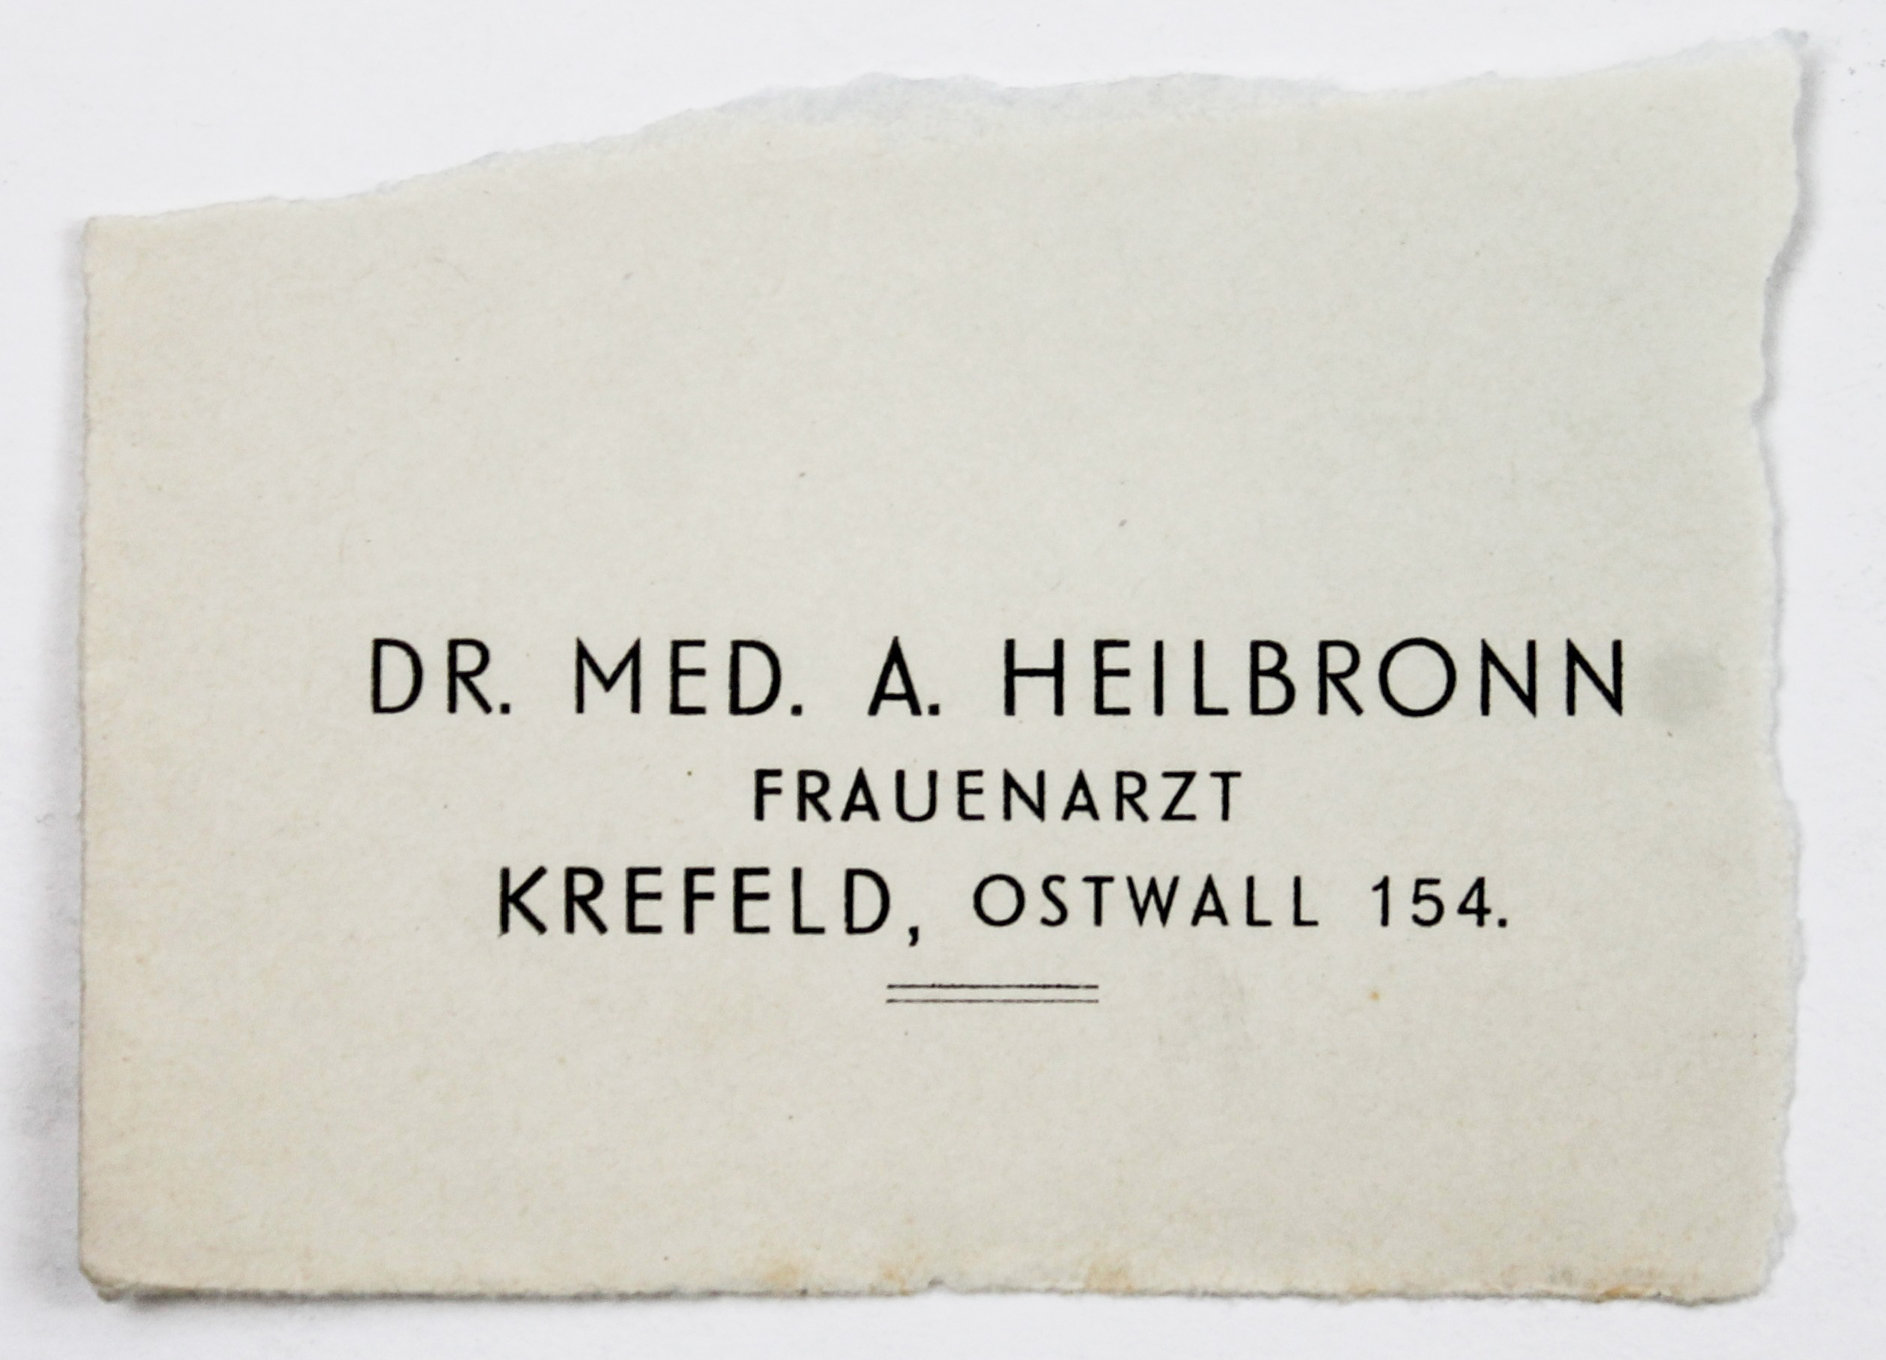 DR. MED. A. HEILBRONN
FRAUENARZT
KREFELD, OSTWALL 154.